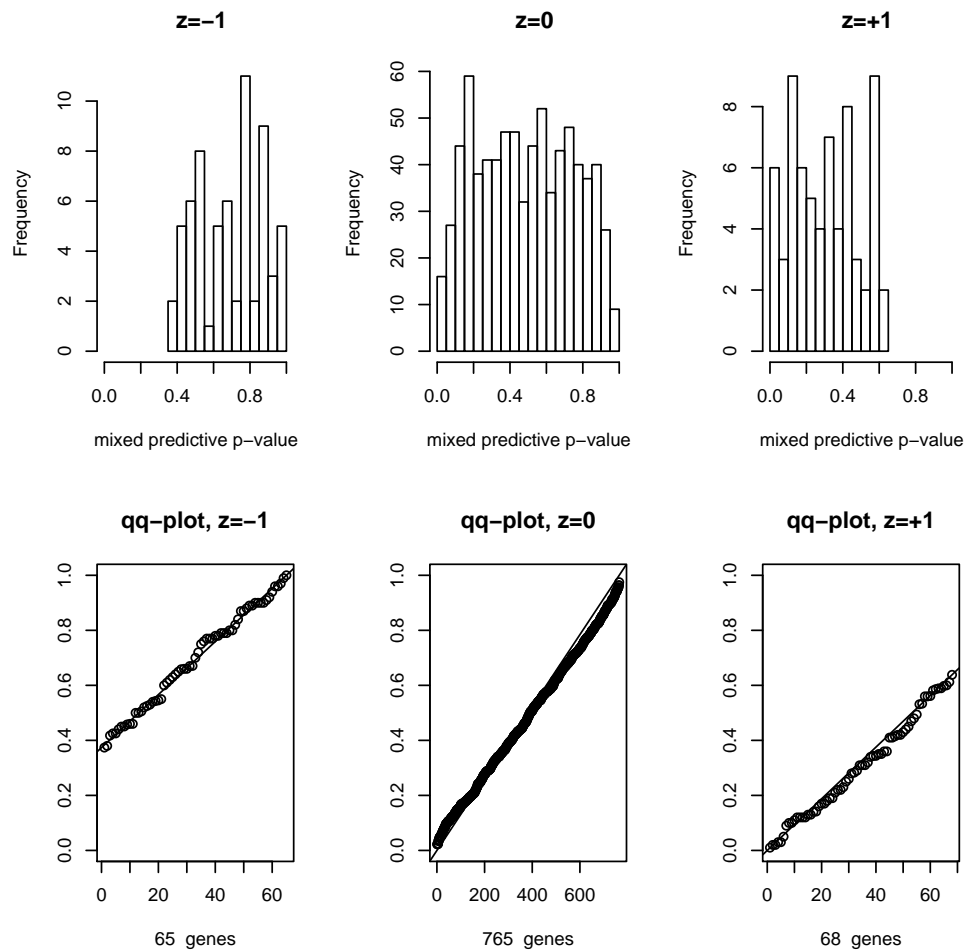 z=−1
z=0
z=+1
Frequency
0 2 4 6 8 10
0.0 0.4 0.8
mixed predictive p−value
Frequency
0 10 20 30 40 50 60
0.0 0.4 0.8
mixed predictive p−value
Frequency
0 2 4 6 8
0.0 0.4 0.8
mixed predictive p−value
qq−plot, z=−1
qq−plot, z=0
qq−plot, z=+1
0.0 0.2 0.4 0.6 0.8 1.0
0 20 40 60
65 genes
0.0 0.2 0.4 0.6 0.8 1.0
0 200 400 600
765 genes
0.0 0.2 0.4 0.6 0.8 1.0
0 20 40 60
68 genes